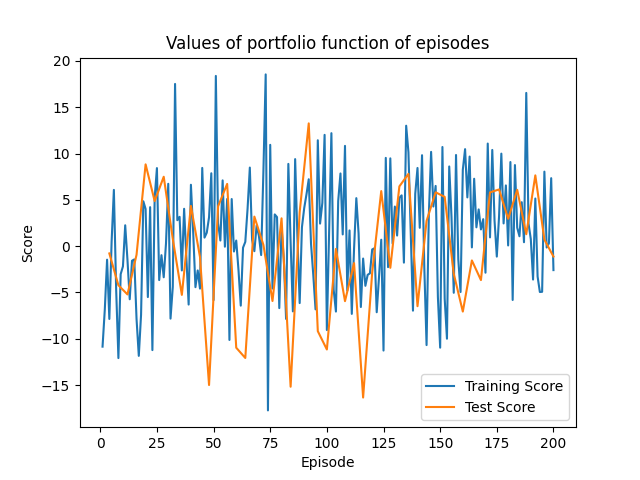 Values of portfolio function of episodes
Score
20
15
10
5
0
−5
−10
−15
0 25 50 75 100 125 150 175 200
Episode
Training Score
Test Score